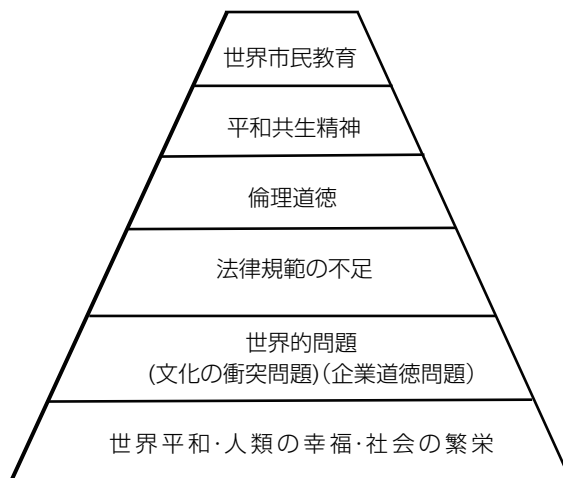 世界市民教育
平和共生精神
倫理道徳
法律規範の不足
世界的問題
(文化の衝突問題)(企業道徳問題)
世界平和・人類の幸福・社会の繁栄